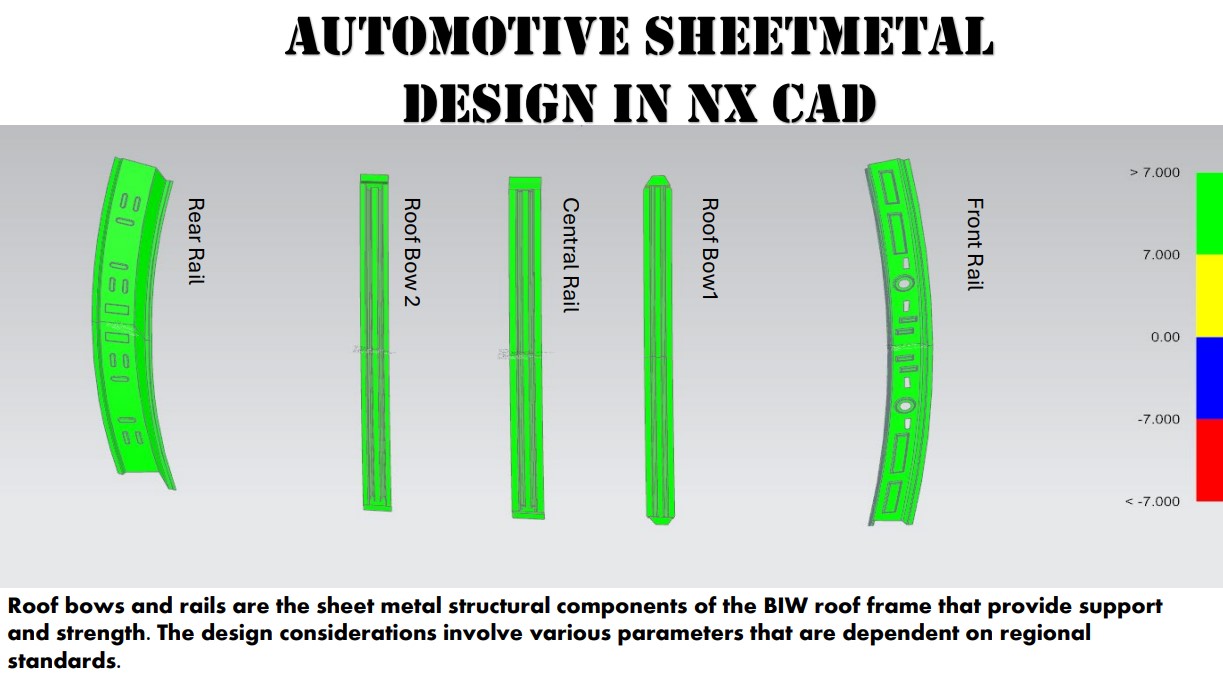 AUTOMOTIVE SHEETMETAL
DESIGN IN NX CAD
Rear Rail
Roof Bow 2
Central Rail
Roof Bow1
Front Rail
> 7.000
7.000
0.00
-7.000
< -7.000
Roof bows and rails are the sheet metal structural components of the BIW roof frame that provide support
and strength. The design considerations involve various parameters that are dependent on regional
standards.